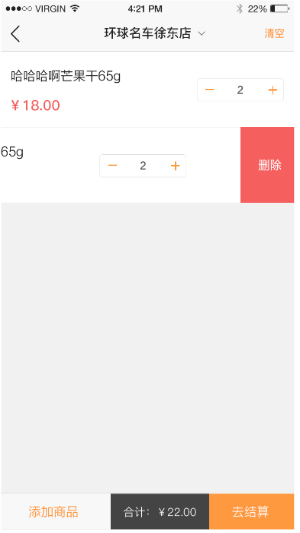 VIRGIN 4:21 PM 22%
环球名车徐东店 清空
哈哈哈啊芒果干65g
¥18.00
− 2 +
65g
− 2 +
删除
添加商品 合计：¥22.00 去结算